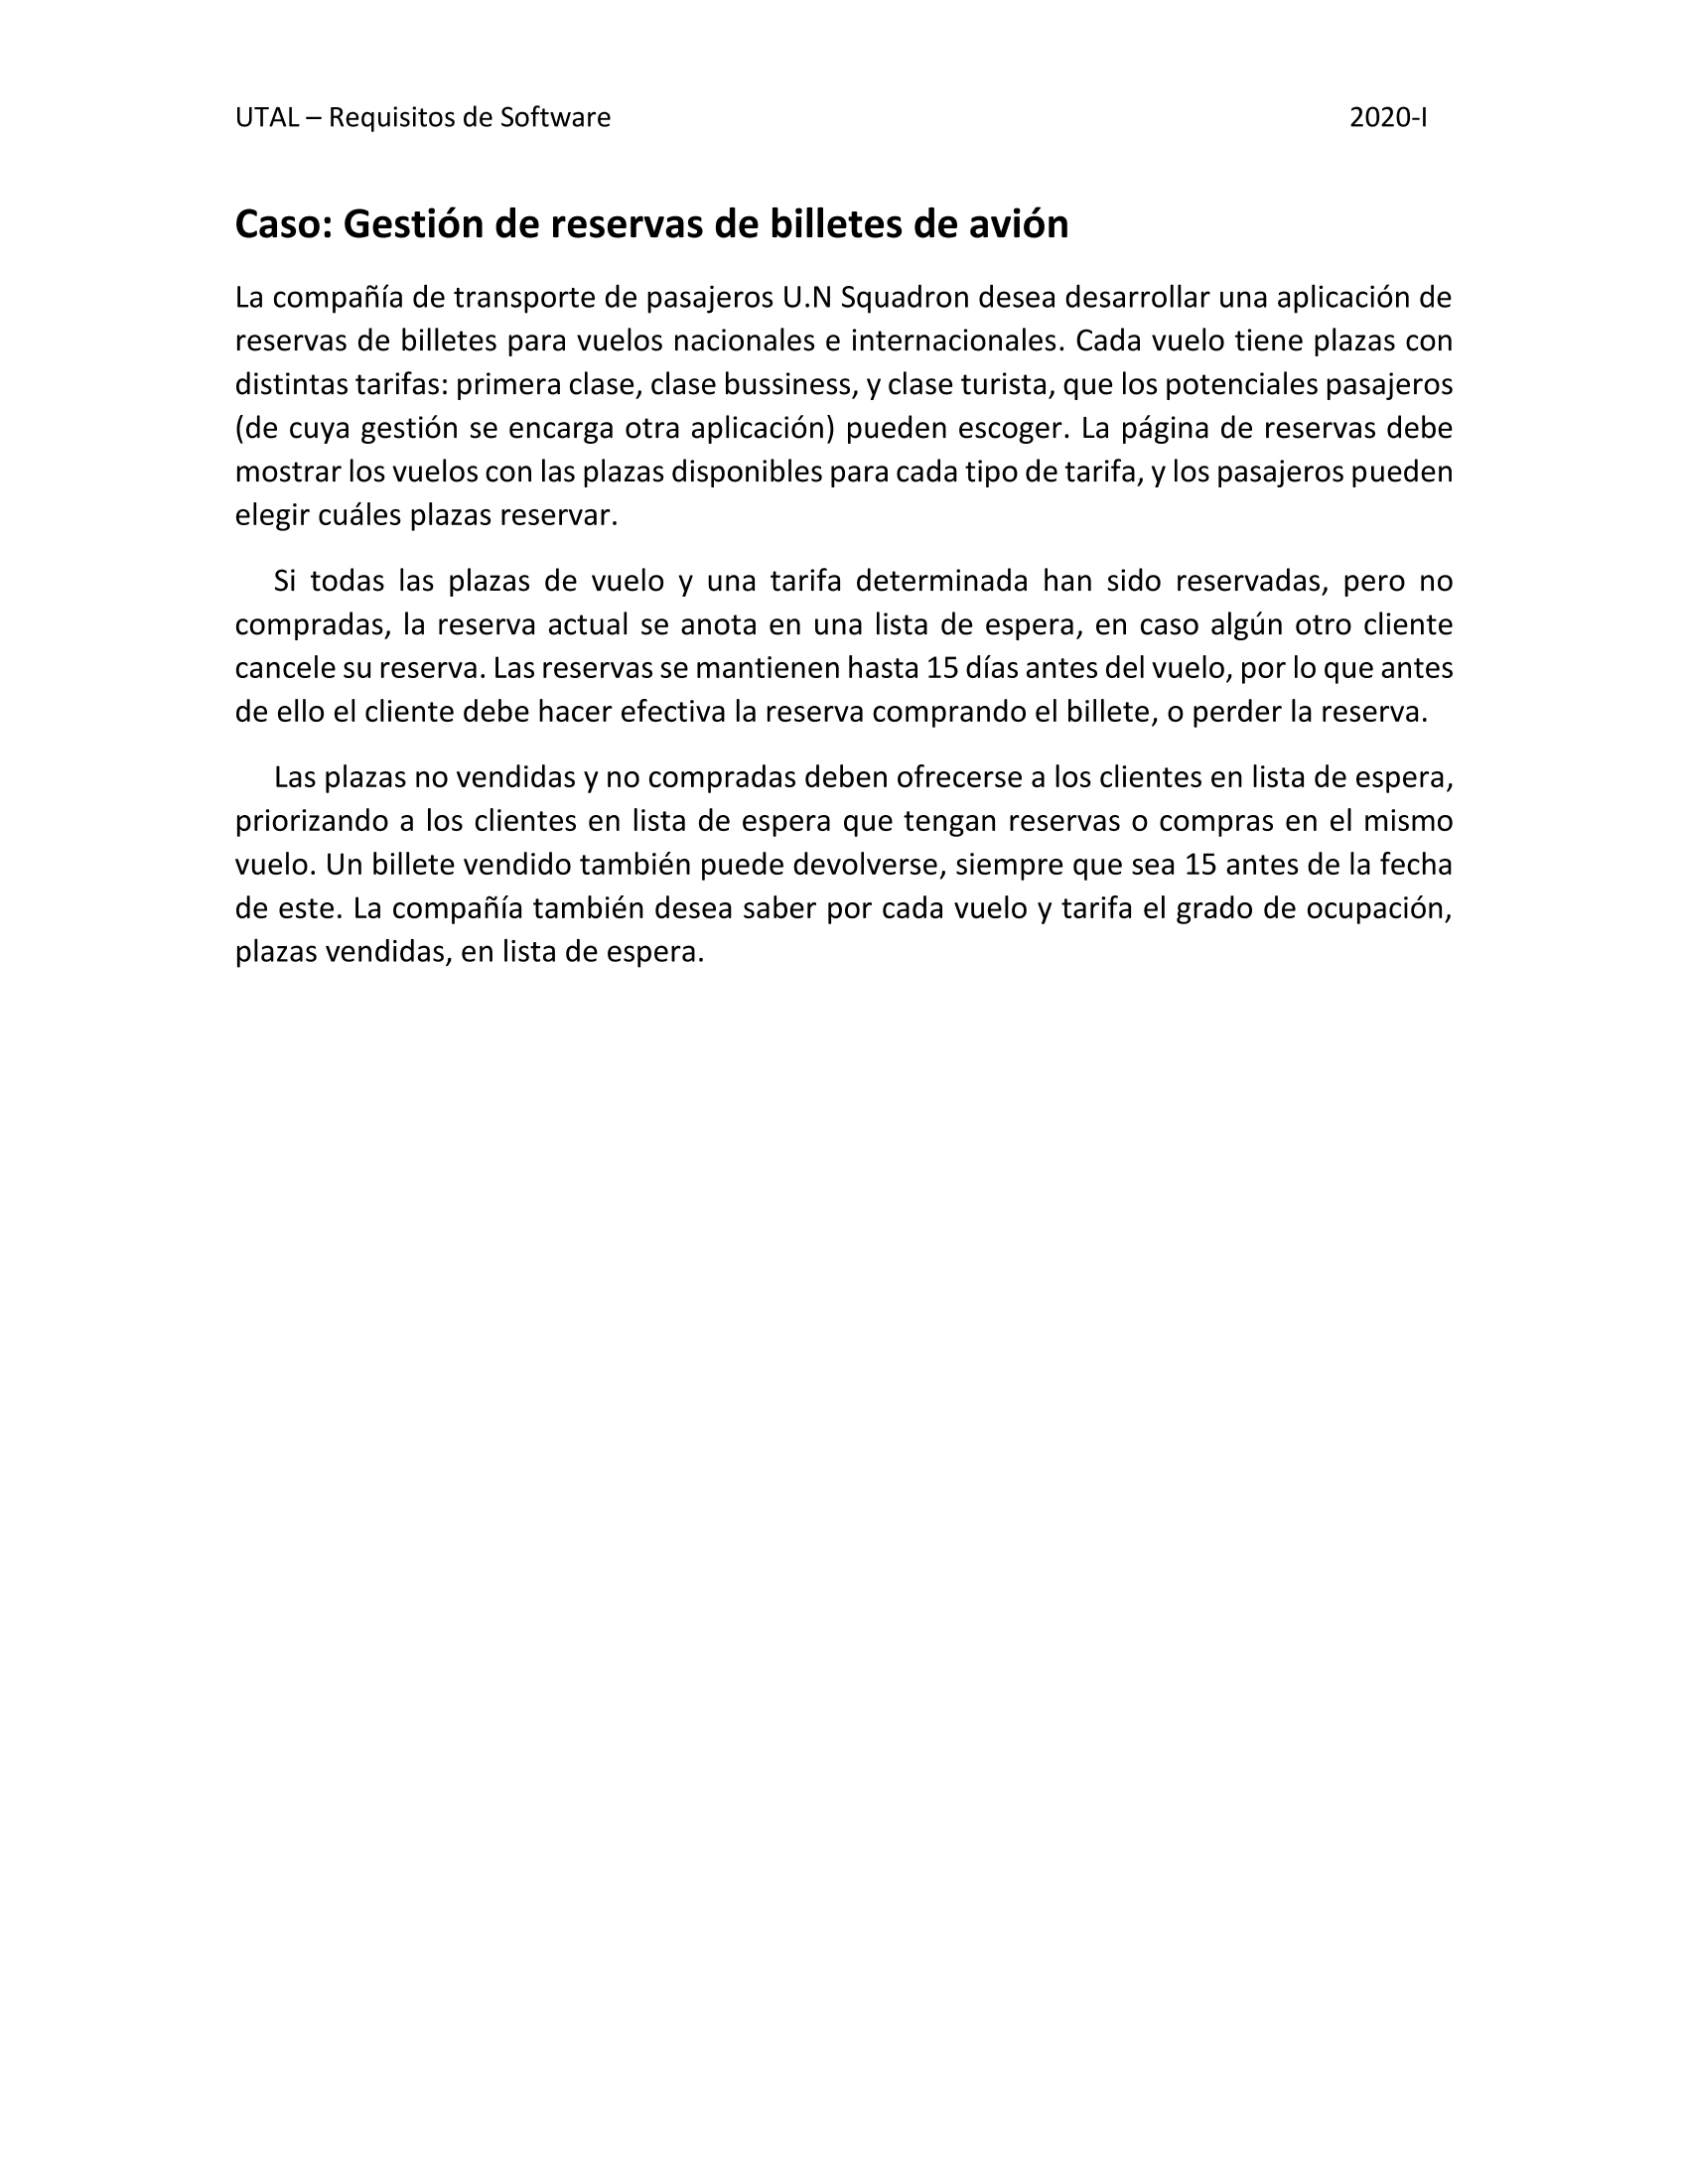 UTAL – Requisitos de Software 2020-I
Caso: Gestión de reservas de billetes de avión
La compañía de transporte de pasajeros U.N Squadron desea desarrollar una aplicación de
reservas de billetes para vuelos nacionales e internacionales. Cada vuelo tiene plazas con
distintas tarifas: primera clase, clase bussiness, y clase turista, que los potenciales pasajeros
(de cuya gestión se encarga otra aplicación) pueden escoger. La página de reservas debe
mostrar los vuelos con las plazas disponibles para cada tipo de tarifa, y los pasajeros pueden
elegir cuáles plazas reservar.
Si todas las plazas de vuelo y una tarifa determinada han sido reservadas, pero no
compradas, la reserva actual se anota en una lista de espera, en caso algún otro cliente
cancele su reserva. Las reservas se mantienen hasta 15 días antes del vuelo, por lo que antes
de ello el cliente debe hacer efectiva la reserva comprando el billete, o perder la reserva.
Las plazas no vendidas y no compradas deben ofrecerse a los clientes en lista de espera,
priorizando a los clientes en lista de espera que tengan reservas o compras en el mismo
vuelo. Un billete vendido también puede devolverse, siempre que sea 15 antes de la fecha
de este. La compañía también desea saber por cada vuelo y tarifa el grado de ocupación,
plazas vendidas, en lista de espera.